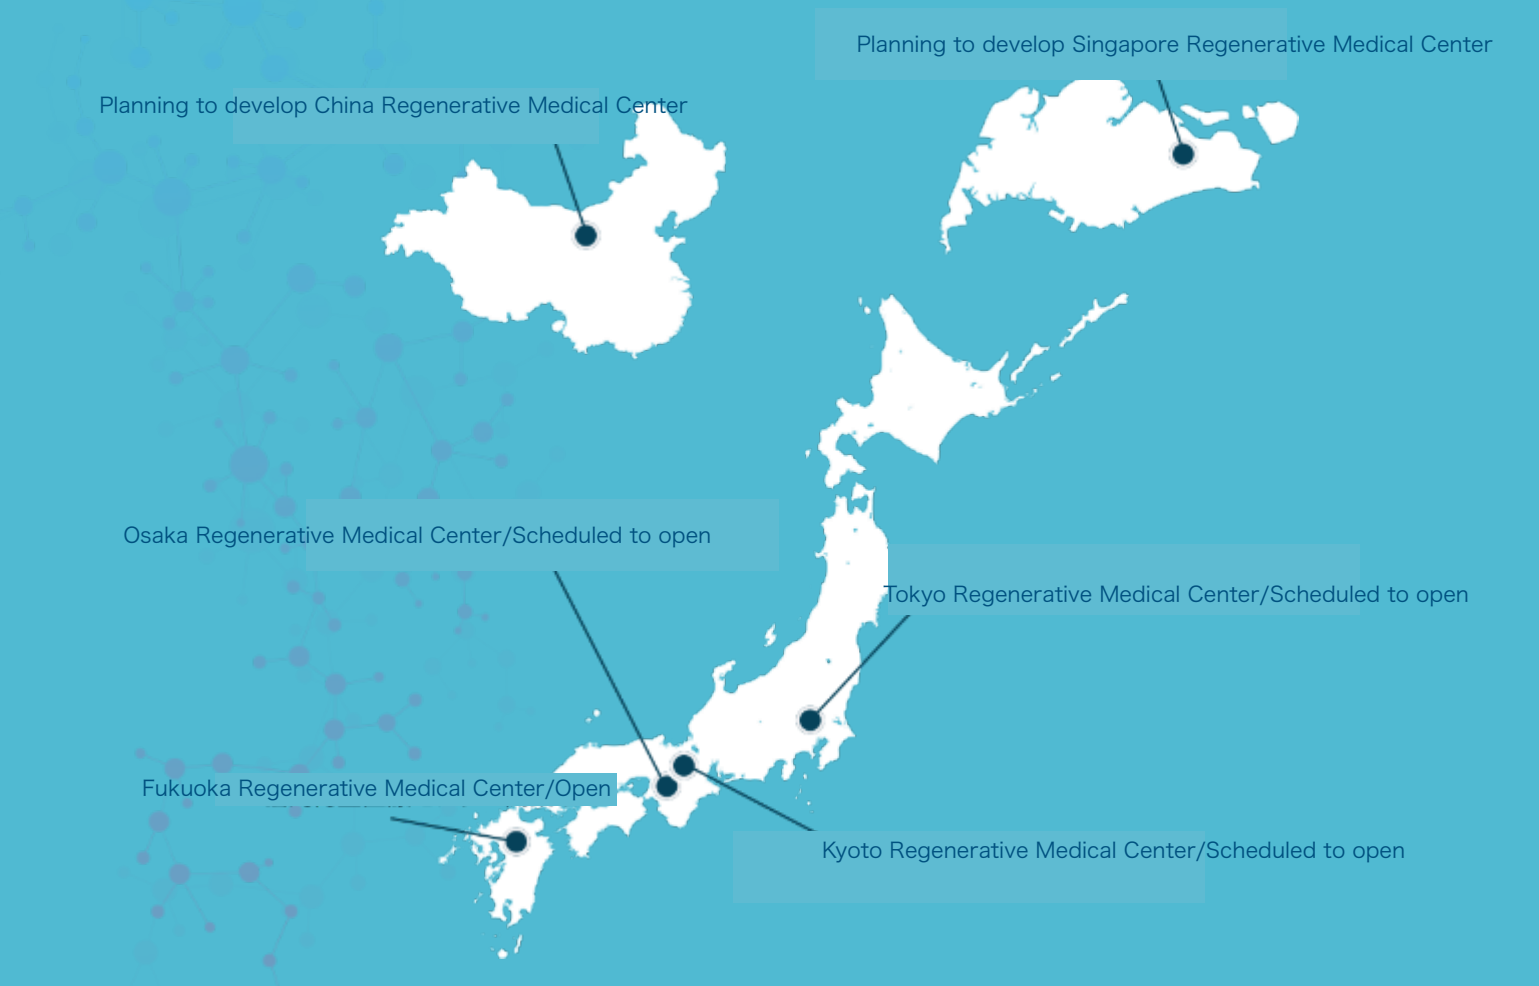 Planning to develop Singapore Regenerative Medical Center
Planning to develop China Regenerative Medical Center
Osaka Regenerative Medical Center/Scheduled to open
Tokyo Regenerative Medical Center/Scheduled to open
Fukuoka Regenerative Medical Center/Open
Kyoto Regenerative Medical Center/Scheduled to open